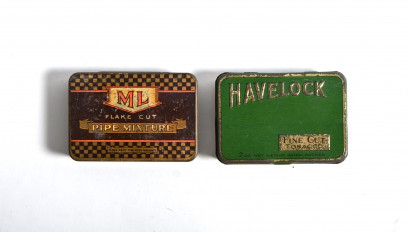 ML
FLAKE CUT
PIPE MIXTURE
HAVELOCK
FINE CUT
TOBACCO